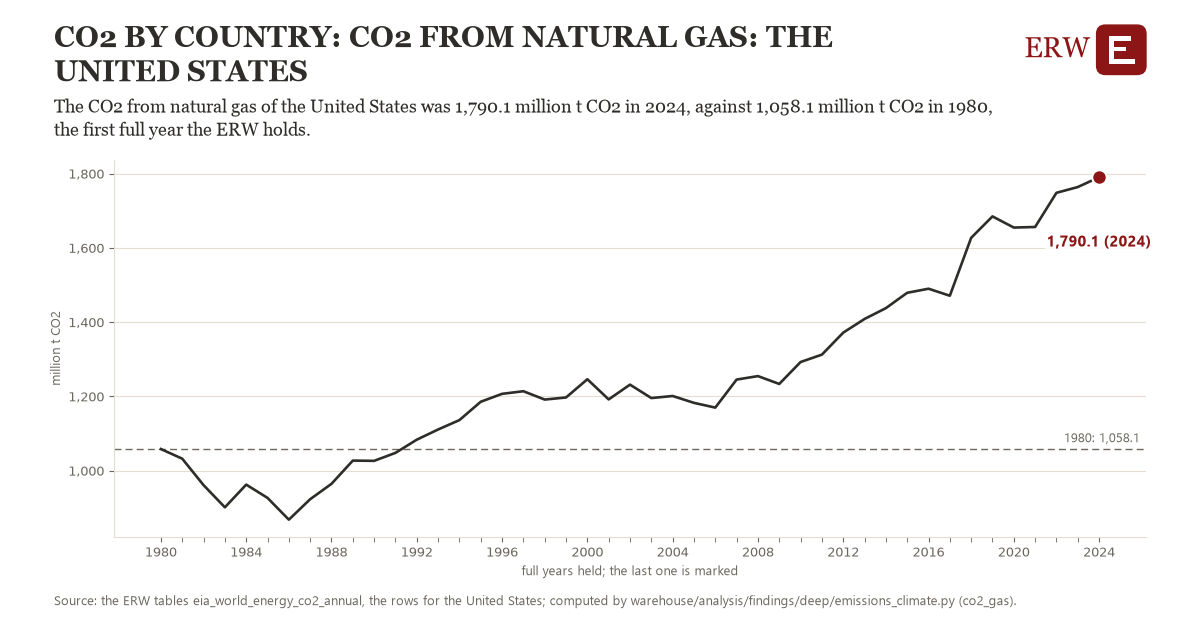 CO2 BY COUNTRY: CO2 FROM NATURAL GAS: THE
UNITED STATES
ERW E
The CO2 from natural gas of the United States was 1,790.1 million t CO2 in 2024, against 1,058.1 million t CO2 in 1980,
the first full year the ERW holds.
1,800
1,600
1,400
1,200
1,000
million t CO2
1,790.1 (2024)
1980: 1,058.1
1980 1984 1988 1992 1996 2000 2004 2008 2012 2016 2020 2024
full years held; the last one is marked
Source: the ERW tables eia_world_energy_co2_annual, the rows for the United States; computed by warehouse/analysis/findings/deep/emissions_climate.py (co2_gas).